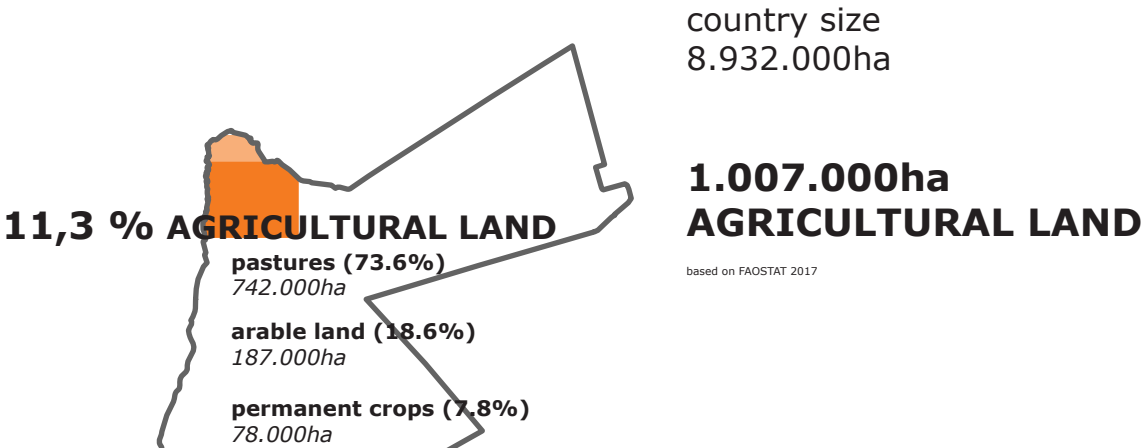 country size
8.932.000ha
1.007.000ha
AGRICULTURAL LAND
based on FAOSTAT 2017
11,3 % AGRICULTURAL LAND
pastures (73.6%)
742.000ha
arable land (18.6%)
187.000ha
permanent crops (7.8%)
78.000ha